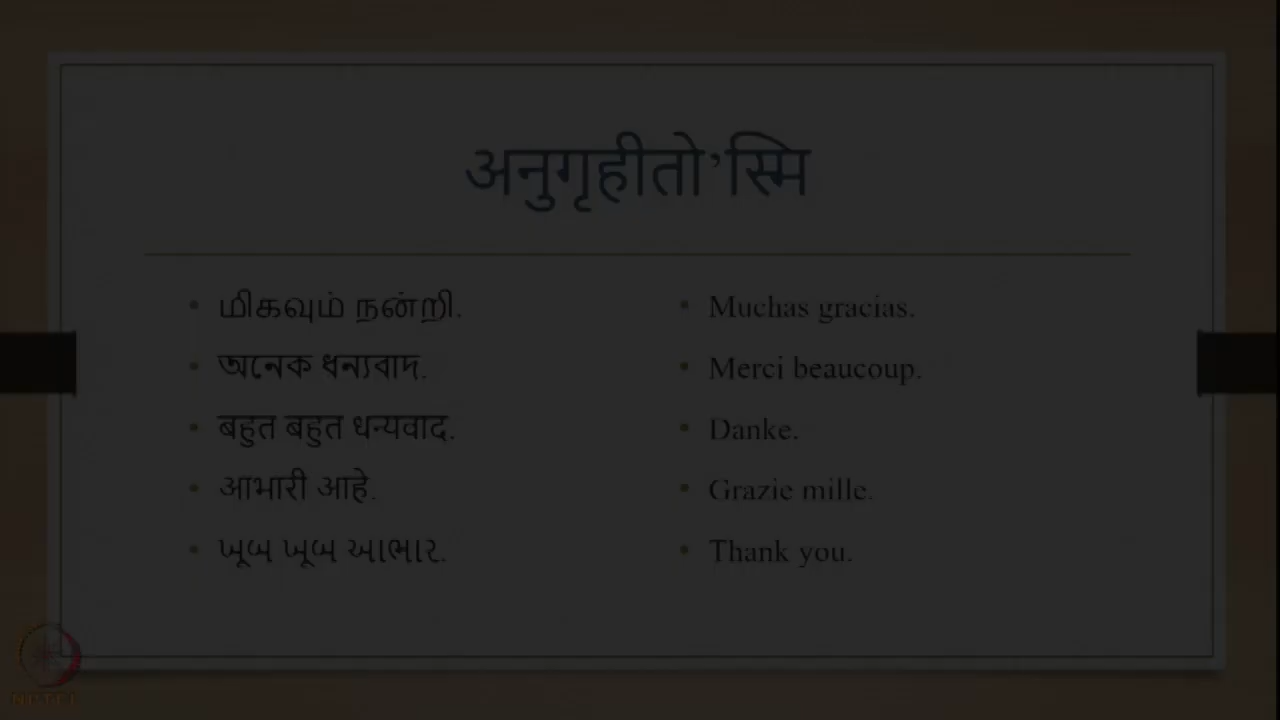 अनुगृहीतो’स्मि
மிகவும் நன்றி.
অনেক ধন্যবাদ.
बहुत बहुत धन्यवाद.
आभारी आहे.
ખૂબ ખૂબ આભાર.
Muchas gracias.
Merci beaucoup.
Danke.
Grazie mille.
Thank you.
NPTEL